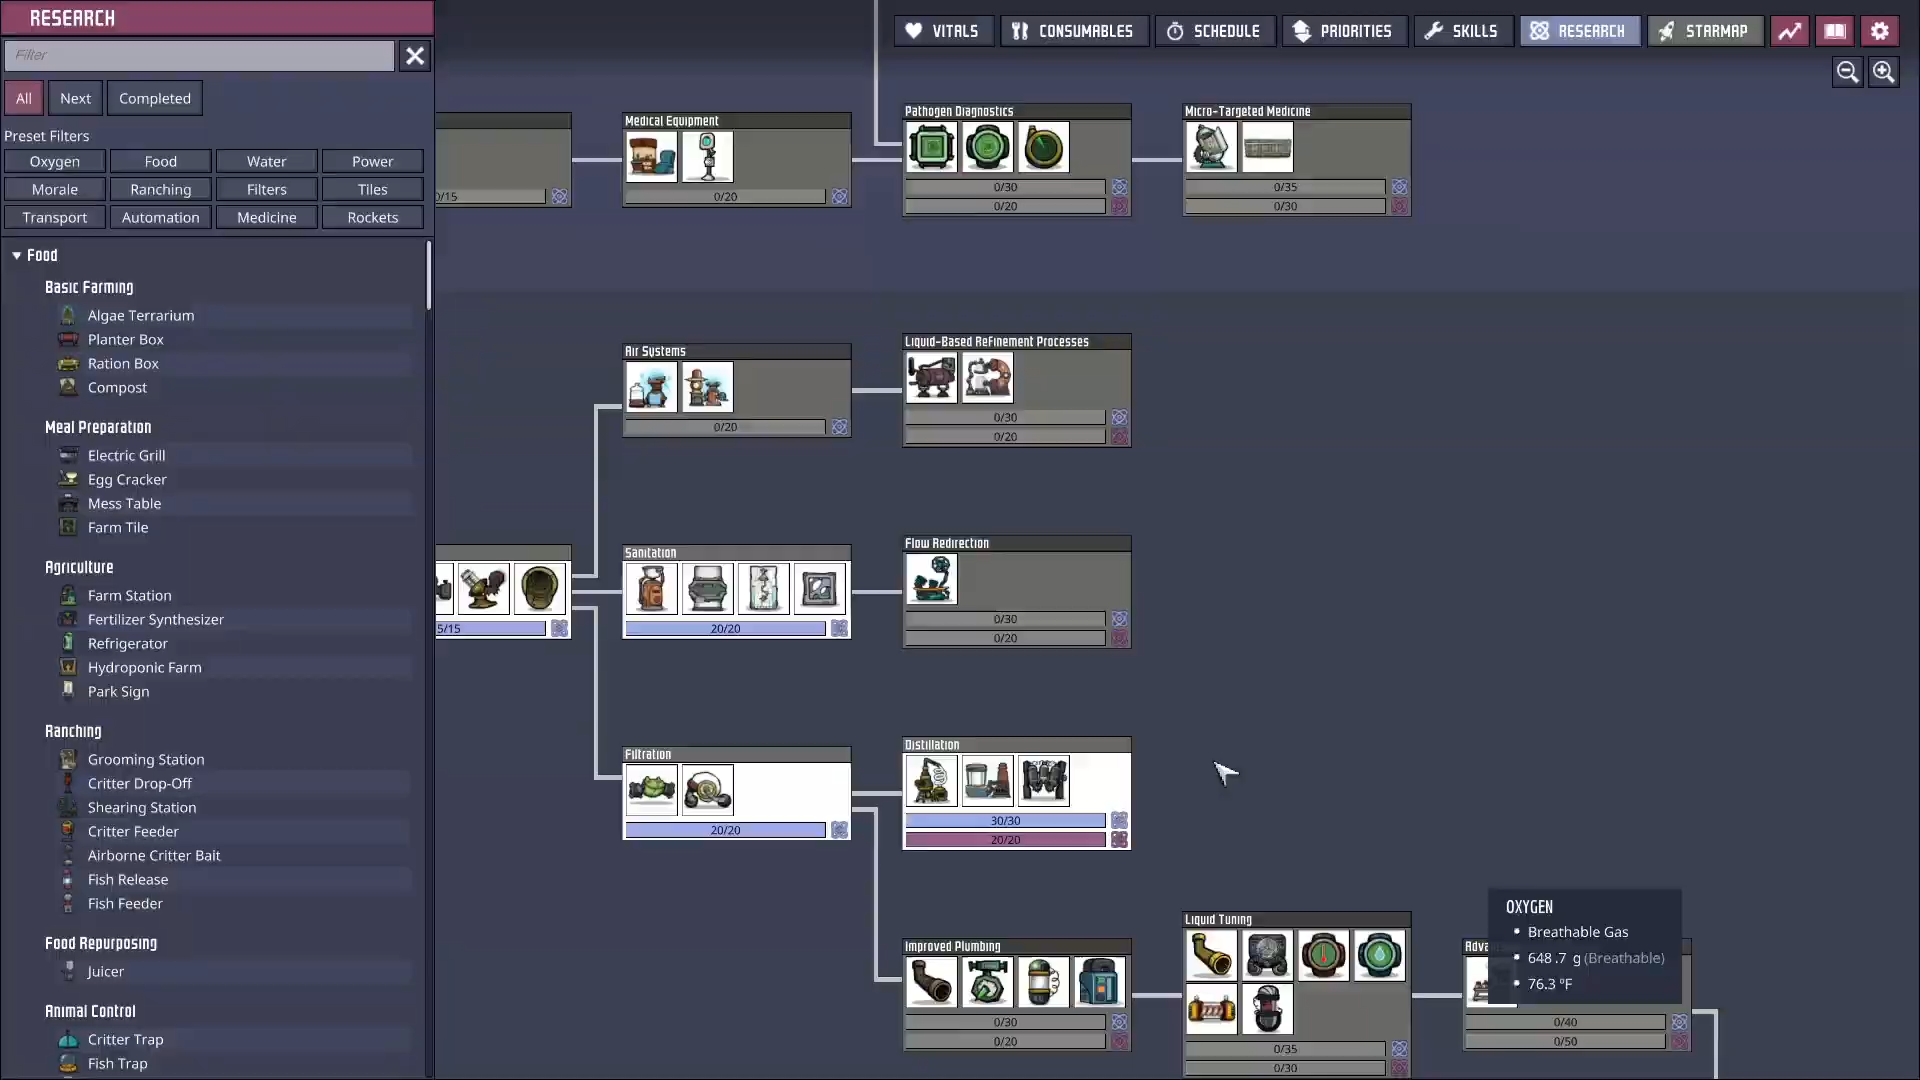 RESEARCH
Filter
All Next Completed
Preset Filters
Oxygen Food Water Power
Morale Ranching Filters Tiles
Transport Automation Medicine Rockets
Food
Basic Farming
Algae Terrarium
Planter Box
Ration Box
Compost
Meal Preparation
Electric Grill
Egg Cracker
Mess Table
Farm Tile
Agriculture
Farm Station
Fertilizer Synthesizer
Refrigerator
Hydroponic Farm
Park Sign
Ranching
Grooming Station
Critter Drop-Off
Shearing Station
Critter Feeder
Airborne Critter Bait
Fish Release
Fish Feeder
Food Repurposing
Juicer
Animal Control
Critter Trap
Fish Trap
VITALS CONSUMABLES SCHEDULE PRIORITIES SKILLS RESEARCH STARMAP
0/15
Medical Equipment
0/20
Pathogen Diagnostics
0/30
0/20
Micro-Targeted Medicine
0/35
0/30
Air Systems
0/20
Liquid-Based Refinement Processes
0/30
0/20
5/15
Sanitation
20/20
Flow Redirection
0/30
0/20
Filtration
20/20
Distillation
30/30
20/20
Improved Plumbing
0/30
0/20
Liquid Tuning
0/35
0/30
0/40
0/50
OXYGEN
• Breathable Gas
• 648.7 g (Breathable)
• 76.3 °F